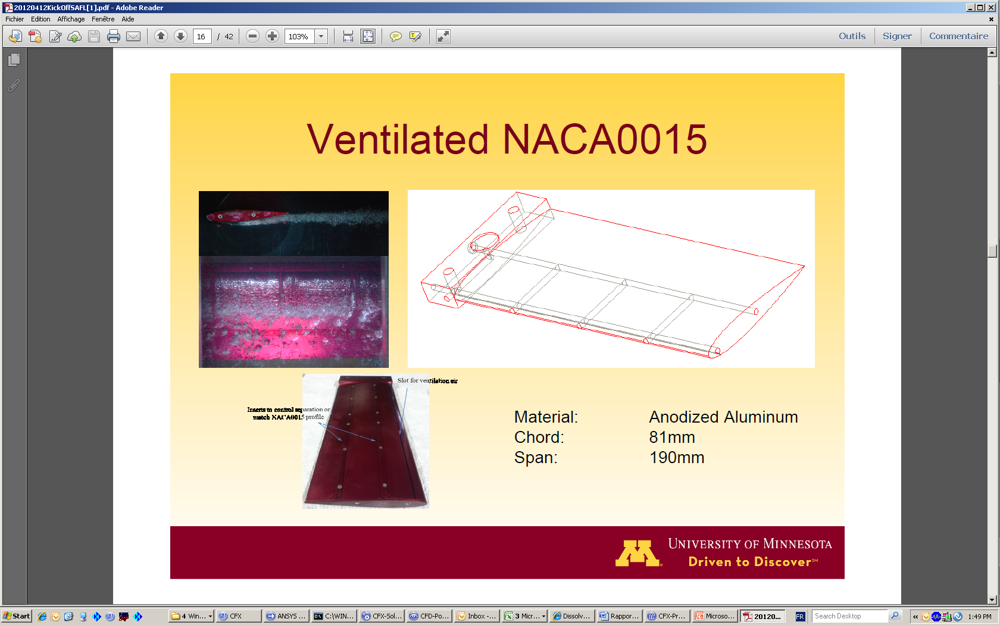 20120412KickOffSAFL[1].pdf - Adobe Reader
Fichier Edition Affichage Fenêtre Aide
16 / 42 103% Outils Signer Commentaire
Ventilated NACA0015
Slot for ventilation air
Inserts to control separation or
match NACA0015 profile
Material: Anodized Aluminum
Chord: 81mm
Span: 190mm
M
UNIVERSITY OF MINNESOTA
Driven to Discover℠
Start 4 Win... CFX ANSYS ... C:\WIN... CFX-Sol... CFD-Po... Inbox -... 3 Micr... Dissolv... Rappor... CFX-Pr... Microso... 20120... FR Search Desktop « 1:49 PM